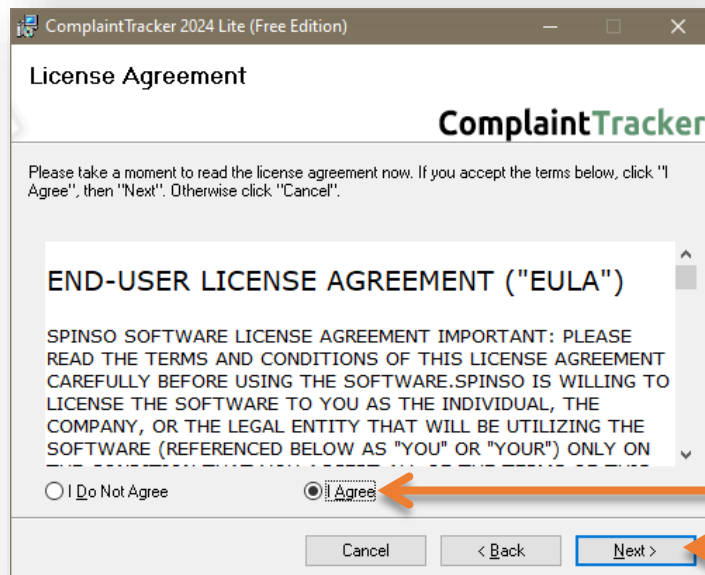 ComplaintTracker 2024 Lite (Free Edition)
License Agreement
ComplaintTracker
Please take a moment to read the license agreement now. If you accept the terms below, click "I
Agree", then "Next". Otherwise click "Cancel".
END-USER LICENSE AGREEMENT ("EULA")
SPINSO SOFTWARE LICENSE AGREEMENT IMPORTANT: PLEASE
READ THE TERMS AND CONDITIONS OF THIS LICENSE AGREEMENT
CAREFULLY BEFORE USING THE SOFTWARE.SPINSO IS WILLING TO
LICENSE THE SOFTWARE TO YOU AS THE INDIVIDUAL, THE
COMPANY, OR THE LEGAL ENTITY THAT WILL BE UTILIZING THE
SOFTWARE (REFERENCED BELOW AS "YOU" OR "YOUR") ONLY ON
I Do Not Agree
I Agree
Cancel
< Back
Next >